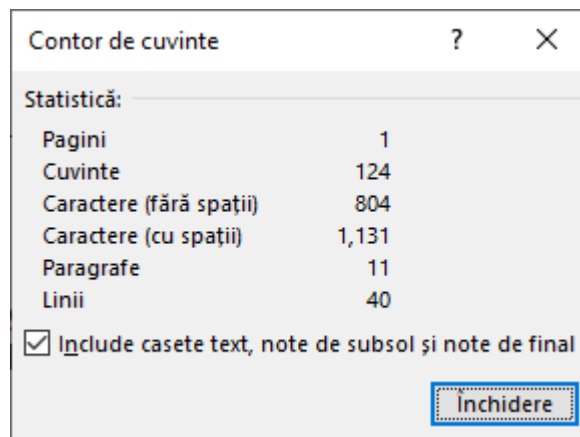 Contor de cuvinte ? ×
Statistică:
Pagini 1
Cuvinte 124
Caractere (fără spații) 804
Caractere (cu spații) 1,131
Paragrafe 11
Linii 40
Include casete text, note de subsol și note de final
Închidere